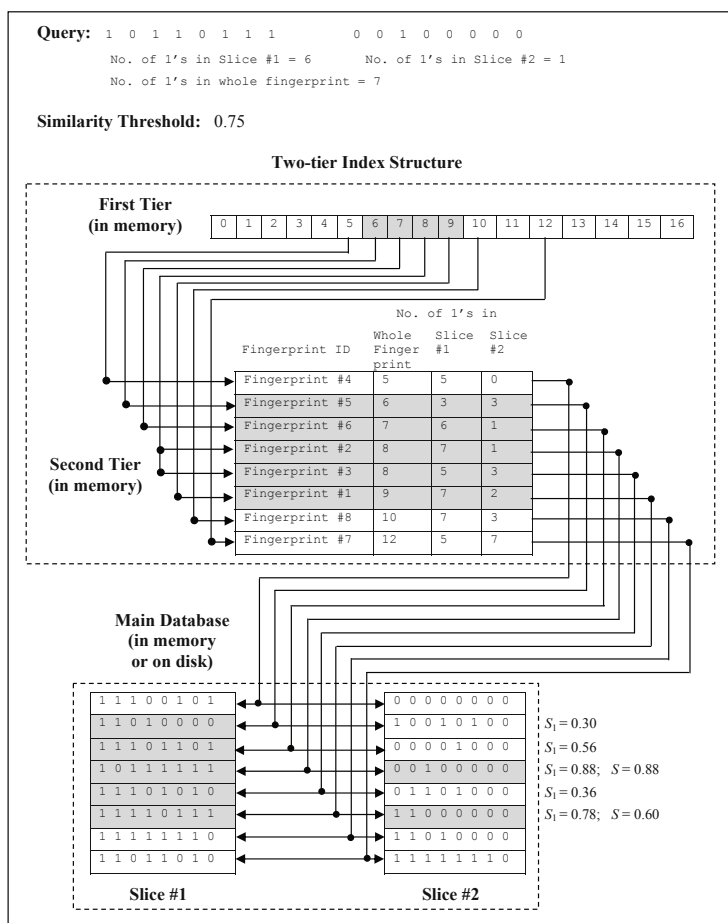 Query: 1 0 1 1 0 1 1 1 0 0 1 0 0 0 0 0
No. of 1's in Slice #1 = 6 No. of 1's in Slice #2 = 1
No. of 1's in whole fingerprint = 7
Similarity Threshold: 0.75
Two-tier Index Structure
First Tier
(in memory)
0 1 2 3 4 5 6 7 8 9 10 11 12 13 14 15 16
No. of 1's in
Fingerprint ID Whole Finger print Slice #1 Slice #2
Fingerprint #4 5 5 0
Fingerprint #5 6 3 3
Fingerprint #6 7 6 1
Fingerprint #2 8 7 1
Fingerprint #3 8 5 3
Fingerprint #1 9 7 2
Fingerprint #8 10 7 3
Fingerprint #7 12 5 7
Second Tier
(in memory)
Main Database
(in memory
or on disk)
1 1 1 0 0 1 0 1 0 0 0 0 0 0 0 0
1 1 0 1 0 0 0 0 1 0 0 1 0 1 0 0 S1 = 0.30
1 1 1 0 1 1 0 1 0 0 0 0 1 0 0 0 S1 = 0.56
1 0 1 1 1 1 1 1 0 0 1 0 0 0 0 0 S1 = 0.88; S = 0.88
1 1 1 0 1 0 1 0 0 1 1 0 1 0 0 0 S1 = 0.36
1 1 1 1 0 1 1 1 1 1 0 0 0 0 0 0 S1 = 0.78; S = 0.60
1 1 1 1 1 1 1 0 1 1 0 1 0 0 0 0
1 1 0 1 1 0 1 0 1 1 1 1 1 1 1 0
Slice #1 Slice #2